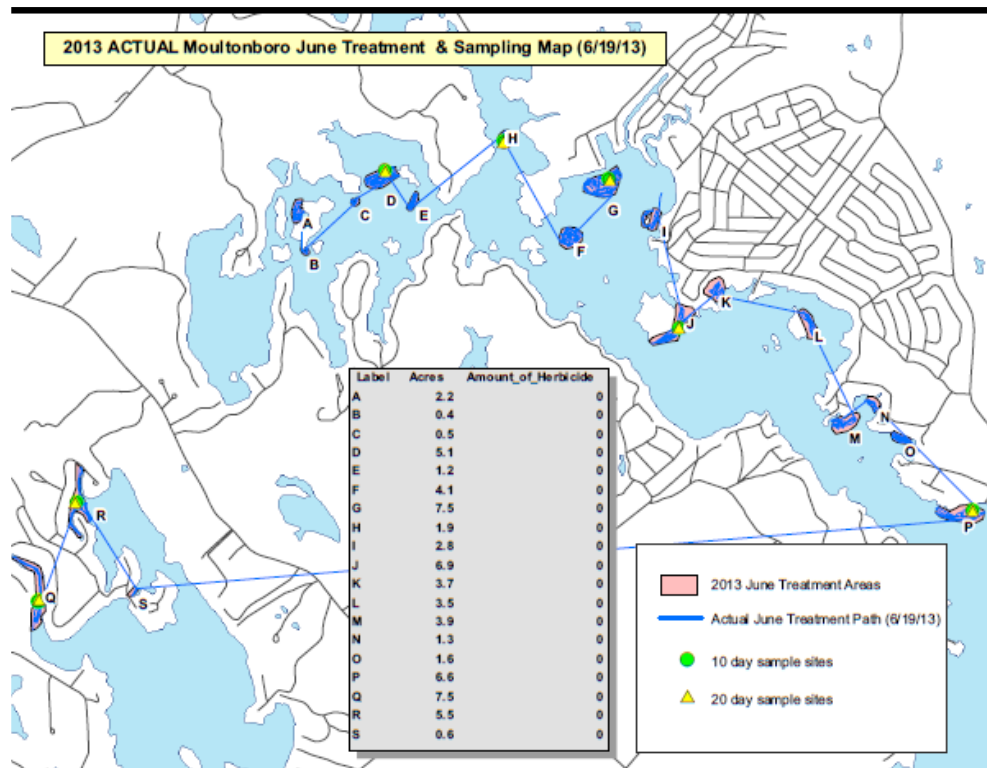 2013 ACTUAL Moultonboro June Treatment & Sampling Map (6/19/13)
H
A
C
D
E
B
G
F
I
J
K
L
M
N
O
P
R
Q
S
Label Acres Amount_of_Herbicide
A 2.2 0
B 0.4 0
C 0.5 0
D 5.1 0
E 1.2 0
F 4.1 0
G 7.5 0
H 1.9 0
I 2.8 0
J 6.9 0
K 3.7 0
L 3.5 0
M 3.9 0
N 1.3 0
O 1.6 0
P 6.6 0
Q 7.5 0
R 5.5 0
S 0.6 0
2013 June Treatment Areas
Actual June Treatment Path (6/19/13)
10 day sample sites
20 day sample sites